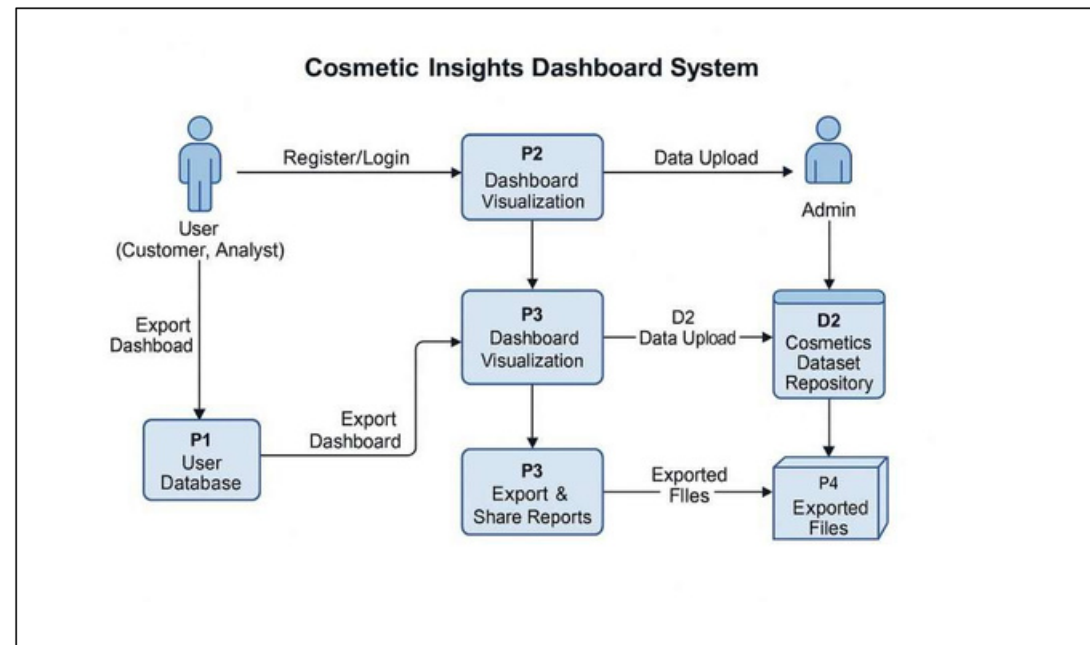 Cosmetic Insights Dashboard System
Register/Login
P2
Dashboard
Visualization
Data Upload
User
(Customer, Analyst)
Admin
Export
Dashboad
P3
Dashboard
Visualization
D2
Data Upload
D2
Cosmetics
Dataset
Repository
P1
User
Database
Export
Dashboard
P3
Export &
Share Reports
Exported
FIles
P4
Exported
Files